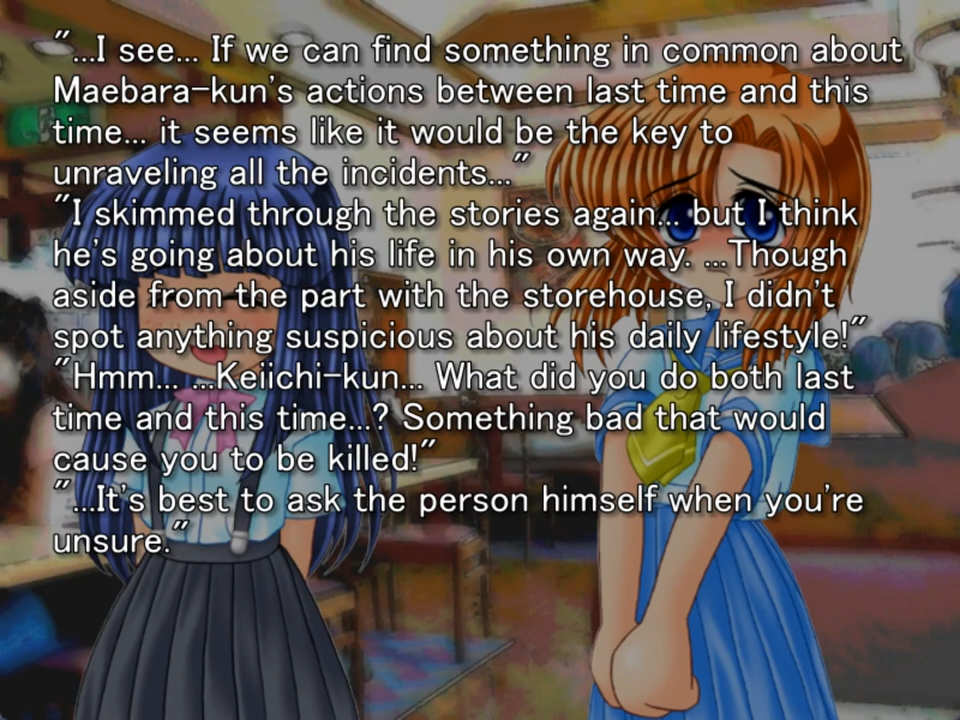 "...I see... If we can find something in common about
Maebara-kun's actions between last time and this
time... it seems like it would be the key to
unraveling all the incidents..."
"I skimmed through the stories again... but I think
he's going about his life in his own way. ...Though
aside from the part with the storehouse, I didn't
spot anything suspicious about his daily lifestyle!"
"Hmm... ...Keiichi-kun... What did you do both last
time and this time...? Something bad that would
cause you to be killed!"
"...It's best to ask the person himself when you're
unsure."